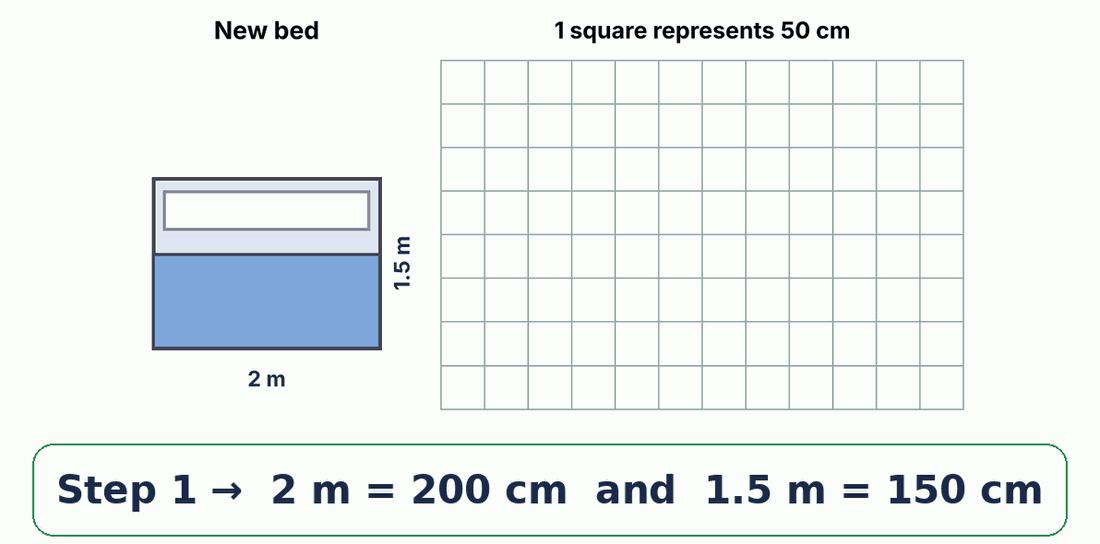 New bed
1 square represents 50 cm
1.5 m
2 m
Step 1 → 2 m = 200 cm and 1.5 m = 150 cm